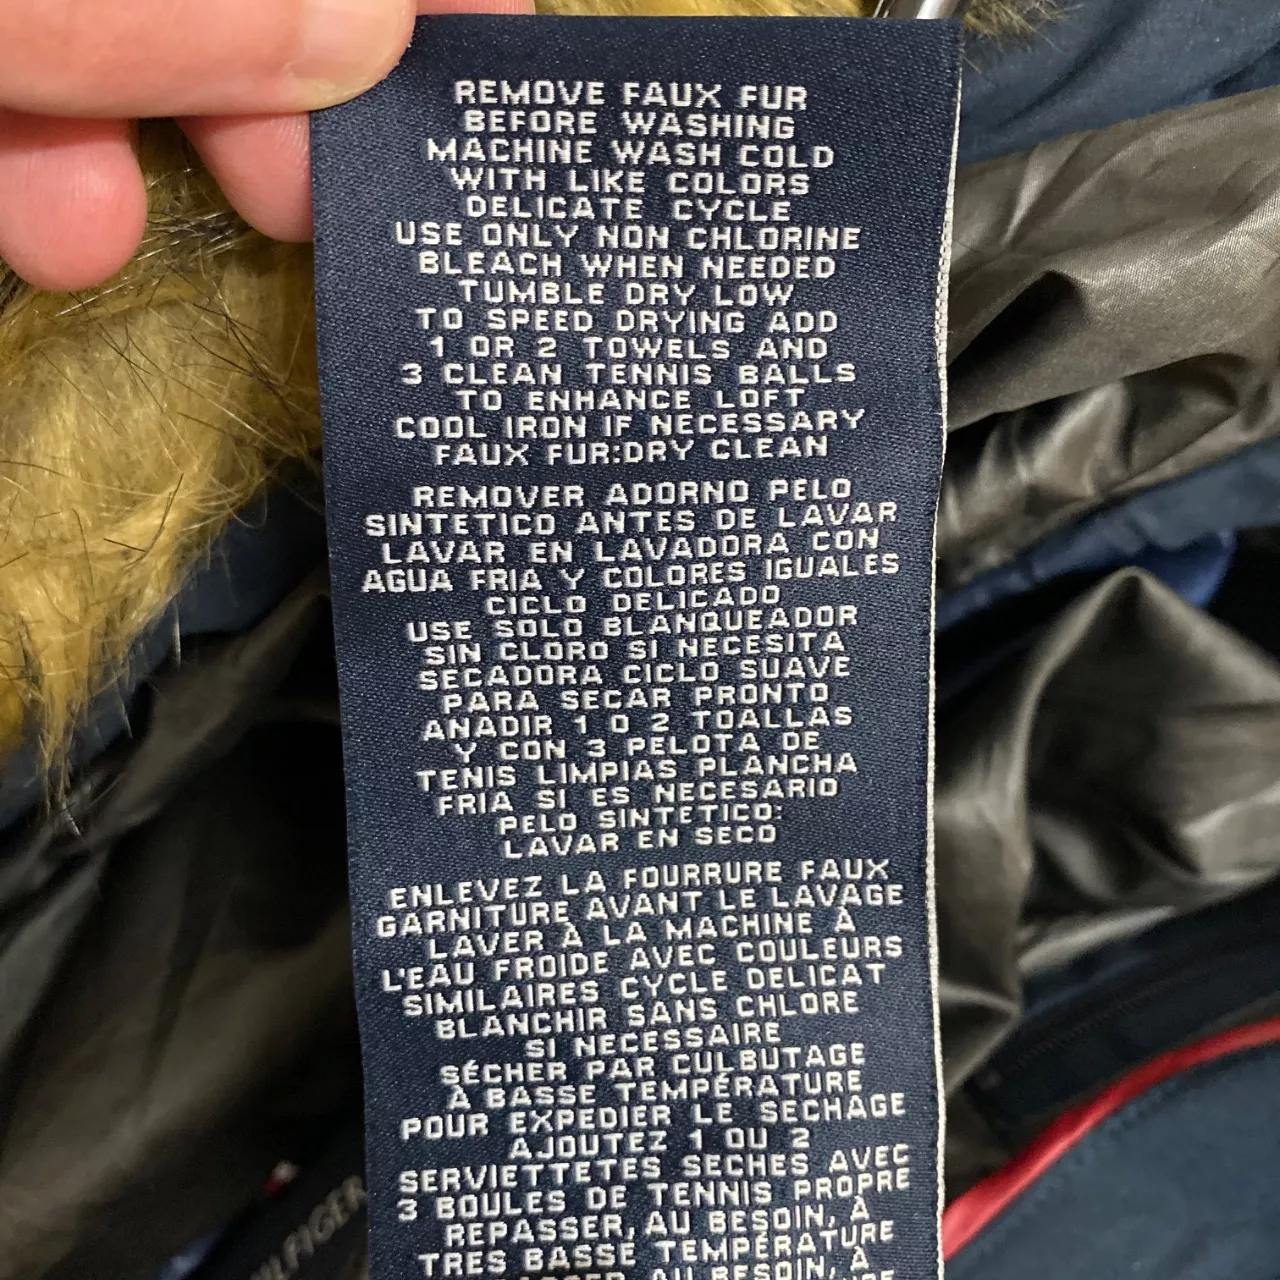 REMOVE FAUX FUR
BEFORE WASHING
MACHINE WASH COLD
WITH LIKE COLORS
DELICATE CYCLE
USE ONLY NON CHLORINE
BLEACH WHEN NEEDED
TUMBLE DRY LOW
TO SPEED DRYING ADD
1 OR 2 TOWELS AND
3 CLEAN TENNIS BALLS
TO ENHANCE LOFT
COOL IRON IF NECESSARY
FAUX FUR:DRY CLEAN
REMOVER ADORNO PELO
SINTETICO ANTES DE LAVAR
LAVAR EN LAVADORA CON
AGUA FRIA Y COLORES IGUALES
CICLO DELICADO
USE SOLO BLANQUEADOR
SIN CLORO SI NECESITA
SECADORA CICLO SUAVE
PARA SECAR PRONTO
ANADIR 1 O 2 TOALLAS
Y CON 3 PELOTA DE
TENIS LIMPIAS PLANCHA
FRIA SI ES NECESARIO
PELO SINTETICO:
LAVAR EN SECO
ENLEVEZ LA FOURRURE FAUX
GARNITURE AVANT LE LAVAGE
LAVER À LA MACHINE À
L'EAU FROIDE AVEC COULEURS
SIMILAIRES CYCLE DELICAT
BLANCHIR SANS CHLORE
SI NECESSAIRE
SÉCHER PAR CULBUTAGE
À BASSE TEMPÉRATURE
POUR EXPEDIER LE SECHAGE
AJOUTEZ 1 OU 2
SERVIETTETES SECHES AVEC
3 BOULES DE TENNIS PROPRE
REPASSER, AU BESOIN, À
TRES BASSE TEMPÉRATURE
AU BESOIN, À
HILFIGER